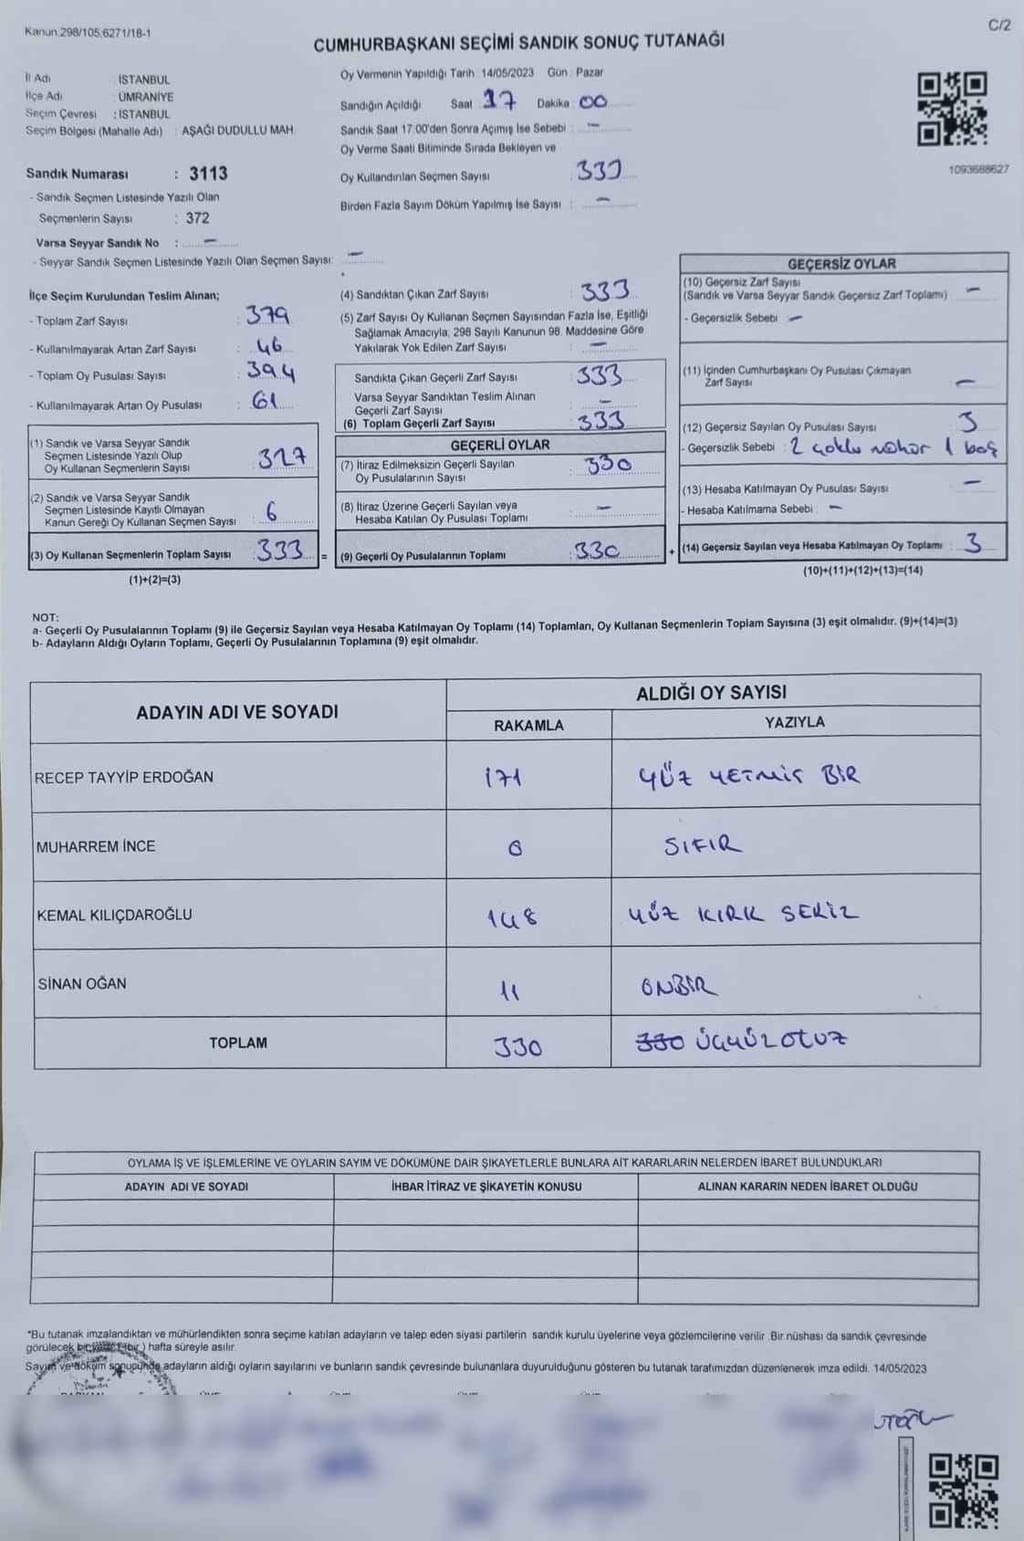 Kanun.298/105,6271/18-1
C/2
CUMHURBAŞKANI SEÇİMİ SANDIK SONUÇ TUTANAĞI
İl Adı : İSTANBUL
İlçe Adı : ÜMRANİYE
Seçim Çevresi : İSTANBUL
Seçim Bölgesi (Mahalle Adı) : AŞAĞI DUDULLU MAH.
Sandık Numarası : 3113
- Sandık Seçmen Listesinde Yazılı Olan
Seçmenlerin Sayısı : 372
Varsa Seyyar Sandık No : –
- Seyyar Sandık Seçmen Listesinde Yazılı Olan Seçmen Sayısı: –
Oy Vermenin Yapıldığı Tarih :14/05/2023 Gün : Pazar
Sandığın Açıldığı Saat 17 Dakika 00
Sandık Saat 17.00'den Sonra Açılmış İse Sebebi : –
Oy Verme Saati Bitiminde Sırada Bekleyen ve
Oy Kullandırılan Seçmen Sayısı : 333
Birden Fazla Sayım Döküm Yapılmış İse Sayısı : –
1093688627
İlçe Seçim Kurulundan Teslim Alınan;
- Toplam Zarf Sayısı : 379
- Kullanılmayarak Artan Zarf Sayısı : 46
- Toplam Oy Pusulası Sayısı : 394
- Kullanılmayarak Artan Oy Pusulası : 61
(1) Sandık ve Varsa Seyyar Sandık
Seçmen Listesinde Yazılı Olup
Oy Kullanan Seçmenlerin Sayısı : 327
(2) Sandık ve Varsa Seyyar Sandık
Seçmen Listesinde Kayıtlı Olmayan
Kanun Gereği Oy Kullanan Seçmen Sayısı : 6
(3) Oy Kullanan Seçmenlerin Toplam Sayısı : 333 =
(1)+(2)=(3)
(4) Sandıktan Çıkan Zarf Sayısı : 333
(5) Zarf Sayısı Oy Kullanan Seçmen Sayısından Fazla İse, Eşitliği
Sağlamak Amacıyla, 298 Sayılı Kanunun 98. Maddesine Göre
Yakılarak Yok Edilen Zarf Sayısı : –
Sandıkta Çıkan Geçerli Zarf Sayısı : 333
Varsa Seyyar Sandıktan Teslim Alınan
Geçerli Zarf Sayısı : –
(6) Toplam Geçerli Zarf Sayısı : 333
GEÇERLİ OYLAR
(7) İtiraz Edilmeksizin Geçerli Sayılan
Oy Pusulalarının Sayısı : 330
(8) İtiraz Üzerine Geçerli Sayılan veya
Hesaba Katılan Oy Pusulası Toplamı : –
(9) Geçerli Oy Pusulalarının Toplamı : 330 +
GEÇERSİZ OYLAR
(10) Geçersiz Zarf Sayısı
(Sandık ve Varsa Seyyar Sandık Geçersiz Zarf Toplamı) –
- Geçersizlik Sebebi : –
(11) İçinden Cumhurbaşkanı Oy Pusulası Çıkmayan
Zarf Sayısı –
(12) Geçersiz Sayılan Oy Pusulası Sayısı : 3
- Geçersizlik Sebebi : 2 çoklu mühür 1 boş
(13) Hesaba Katılmayan Oy Pusulası Sayısı –
- Hesaba Katılmama Sebebi : –
(14) Geçersiz Sayılan veya Hesaba Katılmayan Oy Toplamı : 3
(10)+(11)+(12)+(13)=(14)
NOT:
a- Geçerli Oy Pusulalarının Toplamı (9) ile Geçersiz Sayılan veya Hesaba Katılmayan Oy Toplamı (14) Toplamları, Oy Kullanan Seçmenlerin Toplam Sayısına (3) eşit olmalıdır. (9)+(14)=(3)
b- Adayların Aldığı Oyların Toplamı, Geçerli Oy Pusulalarının Toplamına (9) eşit olmalıdır.
ADAYIN ADI VE SOYADI
ALDIĞI OY SAYISI
RAKAMLA YAZIYLA
RECEP TAYYİP ERDOĞAN 171 YÜZ YETMİŞ BİR
MUHARREM İNCE 0 SIFIR
KEMAL KILIÇDAROĞLU 148 YÜZ KIRK SEKİZ
SİNAN OĞAN 11 ONBİR
TOPLAM 330 330 ÜÇYÜZOTUZ
OYLAMA İŞ VE İŞLEMLERİNE VE OYLARIN SAYIM VE DÖKÜMÜNE DAİR ŞİKAYETLERLE BUNLARA AİT KARARLARIN NELERDEN İBARET BULUNDUKLARI
ADAYIN ADI VE SOYADI İHBAR İTİRAZ VE ŞİKAYETİN KONUSU ALINAN KARARIN NEDEN İBARET OLDUĞU
*Bu tutanak imzalandıktan ve mühürlendikten sonra seçime katılan adayların ve talep eden siyasi partilerin sandık kurulu üyelerine veya gözlemcilerine verilir. Bir nüshası da sandık çevresinde
görülecek bir yere 1 (bir) hafta süreyle asılır.
Sayım ve döküm sonucunda adayların aldığı oyların sayılarını ve bunların sandık çevresinde bulunanlara duyurulduğunu gösteren bu tutanak tarafımızdan düzenlenerek imza edildi. 14/05/2023